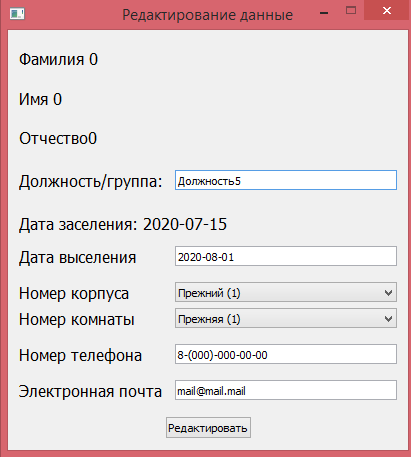 Редактирование данные
Фамилия 0
Имя 0
Отчество0
Должность/группа: Должность5
Дата заселения: 2020-07-15
Дата выселения 2020-08-01
Номер корпуса Прежний (1)
Номер комнаты Прежняя (1)
Номер телефона 8-(000)-000-00-00
Электронная почта mail@mail.mail
Редактировать